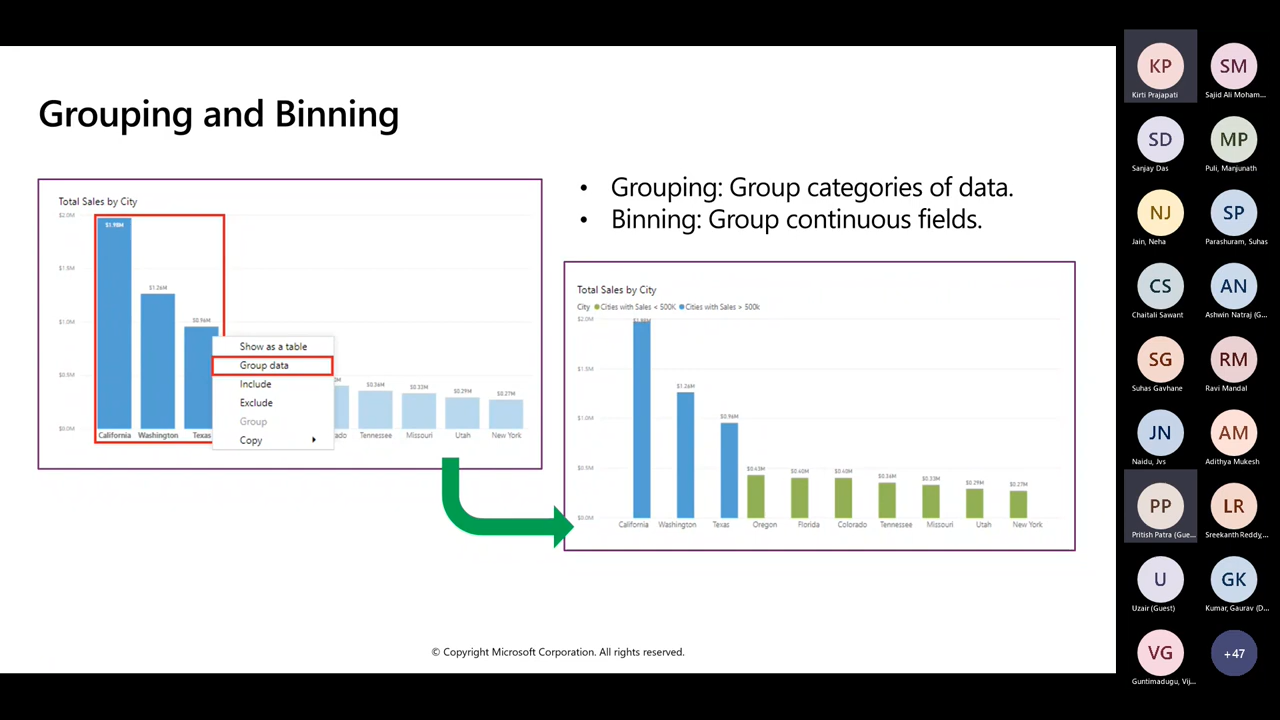 Grouping and Binning
Total Sales by City
$2.0M
$1.5M
$1.0M
$0.5M
$0.0M
$1.98M
$1.26M
$0.96M
$0.36M
$0.33M
$0.29M
$0.27M
California
Washington
Texas
Tennessee
Missouri
Utah
New York
Show as a table
Group data
Include
Exclude
Group
Copy
• Grouping: Group categories of data.
• Binning: Group continuous fields.
Total Sales by City
City Cities with Sales < 500K Cities with Sales > 500k
$2.0M
$1.5M
$1.0M
$0.5M
$0.0M
$1.26M
$0.96M
$0.43M
$0.40M
$0.40M
$0.36M
$0.33M
$0.29M
$0.27M
California
Washington
Texas
Oregon
Florida
Colorado
Tennessee
Missouri
Utah
New York
© Copyright Microsoft Corporation. All rights reserved.
KP
Kirti Prajapati
SM
Sajid Ali Moham...
SD
Sanjay Das
MP
Puli, Manjunath
NJ
Jain, Neha
SP
Parashuram, Suhas
CS
Chaitali Sawant
AN
Ashwin Natraj (G...
SG
Suhas Gavhane
RM
Ravi Mandal
JN
Naidu, Jvs
AM
Adithya Mukesh
PP
Pritish Patra (Gue...
LR
Sreekanth Reddy,...
U
Uzair (Guest)
GK
Kumar, Gaurav (D...
VG
Guntimadugu, Vij...
+47